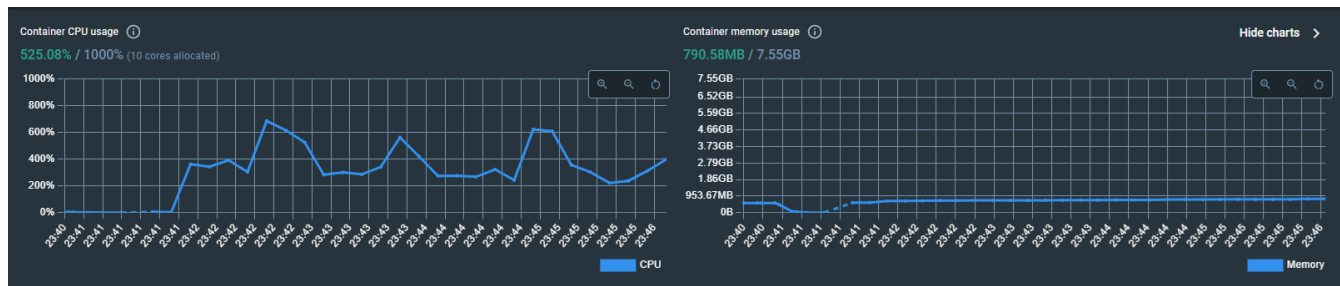 Container CPU usage
525.08% / 1000% (10 cores allocated)
1000%
800%
600%
400%
200%
0%
23:40 23:41 23:41 23:41 23:41 23:41 23:41 23:42 23:42 23:42 23:42 23:42 23:42 23:43 23:43 23:43 23:43 23:43 23:43 23:44 23:44 23:44 23:44 23:44 23:44 23:45 23:45 23:45 23:45 23:45 23:45 23:46
CPU
Container memory usage
Hide charts
790.58MB / 7.55GB
7.55GB
6.52GB
5.59GB
4.66GB
3.73GB
2.79GB
1.86GB
953.67MB
0B
23:40 23:40 23:41 23:41 23:41 23:41 23:41 23:41 23:42 23:42 23:42 23:42 23:42 23:42 23:43 23:43 23:43 23:43 23:43 23:43 23:44 23:44 23:44 23:44 23:44 23:44 23:45 23:45 23:45 23:45 23:45 23:45 23:46
Memory